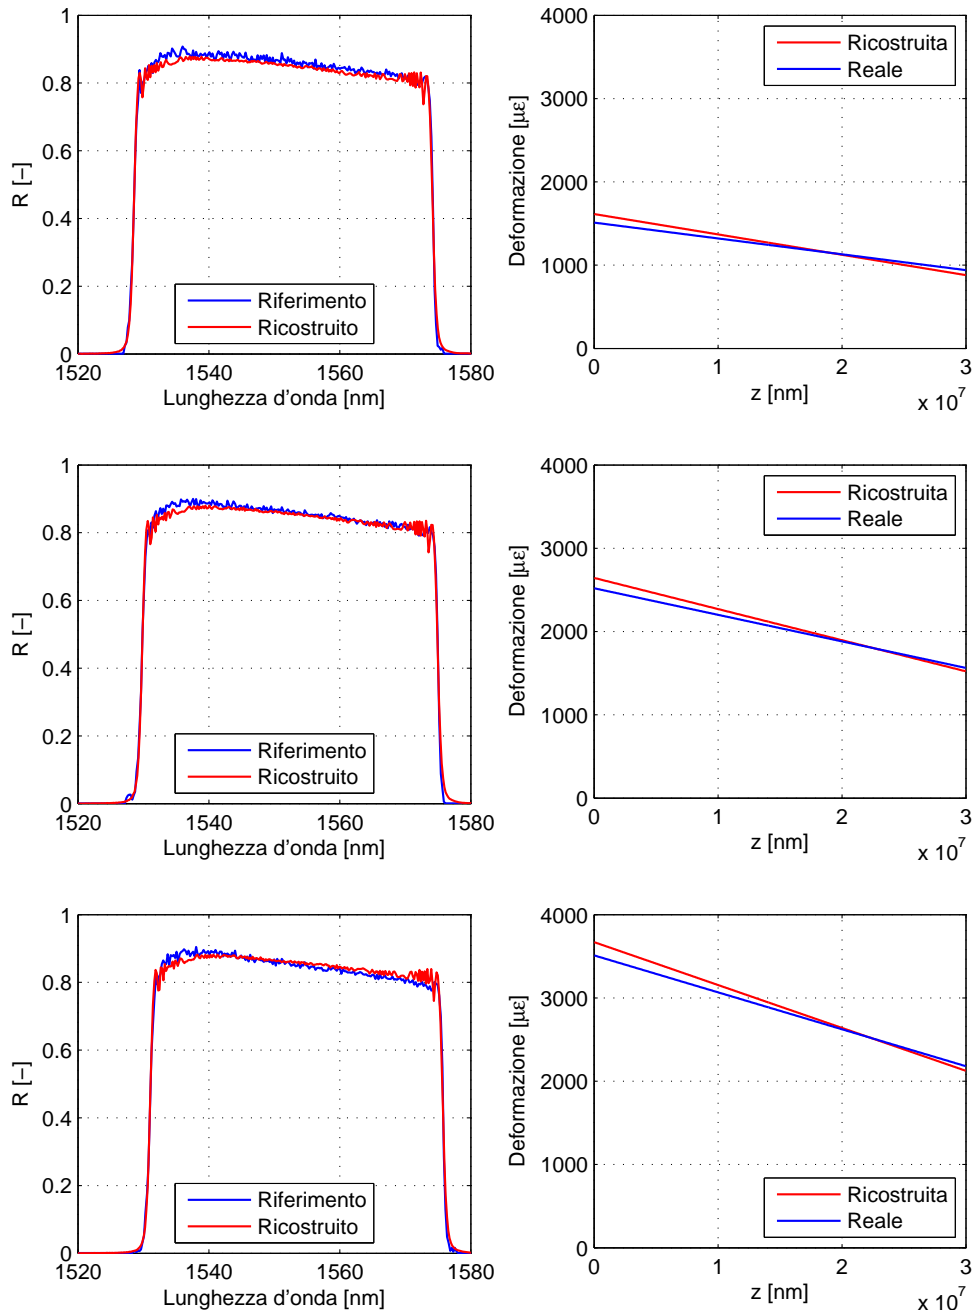 1
0.8
0.6
0.4
0.2
0
R [–]
Riferimento
Ricostruito
1520 1540 1560 1580
Lunghezza d'onda [nm]
4000
3000
2000
1000
0
Deformazione [µε]
Ricostruita
Reale
0 1 2 3
z [nm]
x 10^7
1
0.8
0.6
0.4
0.2
0
R [–]
Riferimento
Ricostruito
1520 1540 1560 1580
Lunghezza d'onda [nm]
4000
3000
2000
1000
0
Deformazione [µε]
Ricostruita
Reale
0 1 2 3
z [nm]
x 10^7
1
0.8
0.6
0.4
0.2
0
R [–]
Riferimento
Ricostruito
1520 1540 1560 1580
Lunghezza d'onda [nm]
4000
3000
2000
1000
0
Deformazione [µε]
Ricostruita
Reale
0 1 2 3
z [nm]
x 10^7